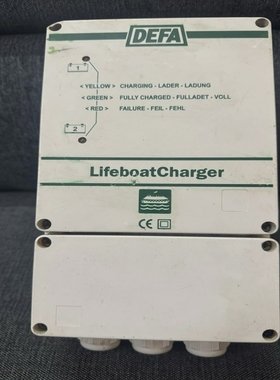 DEFA
1
< YELLOW > CHARGING - LADER - LADUNG
< GREEN > FULLY CHARGED - FULLADET - VOLL
< RED > FAILURE - FEIL - FEHL
2
LifeboatCharger
CE